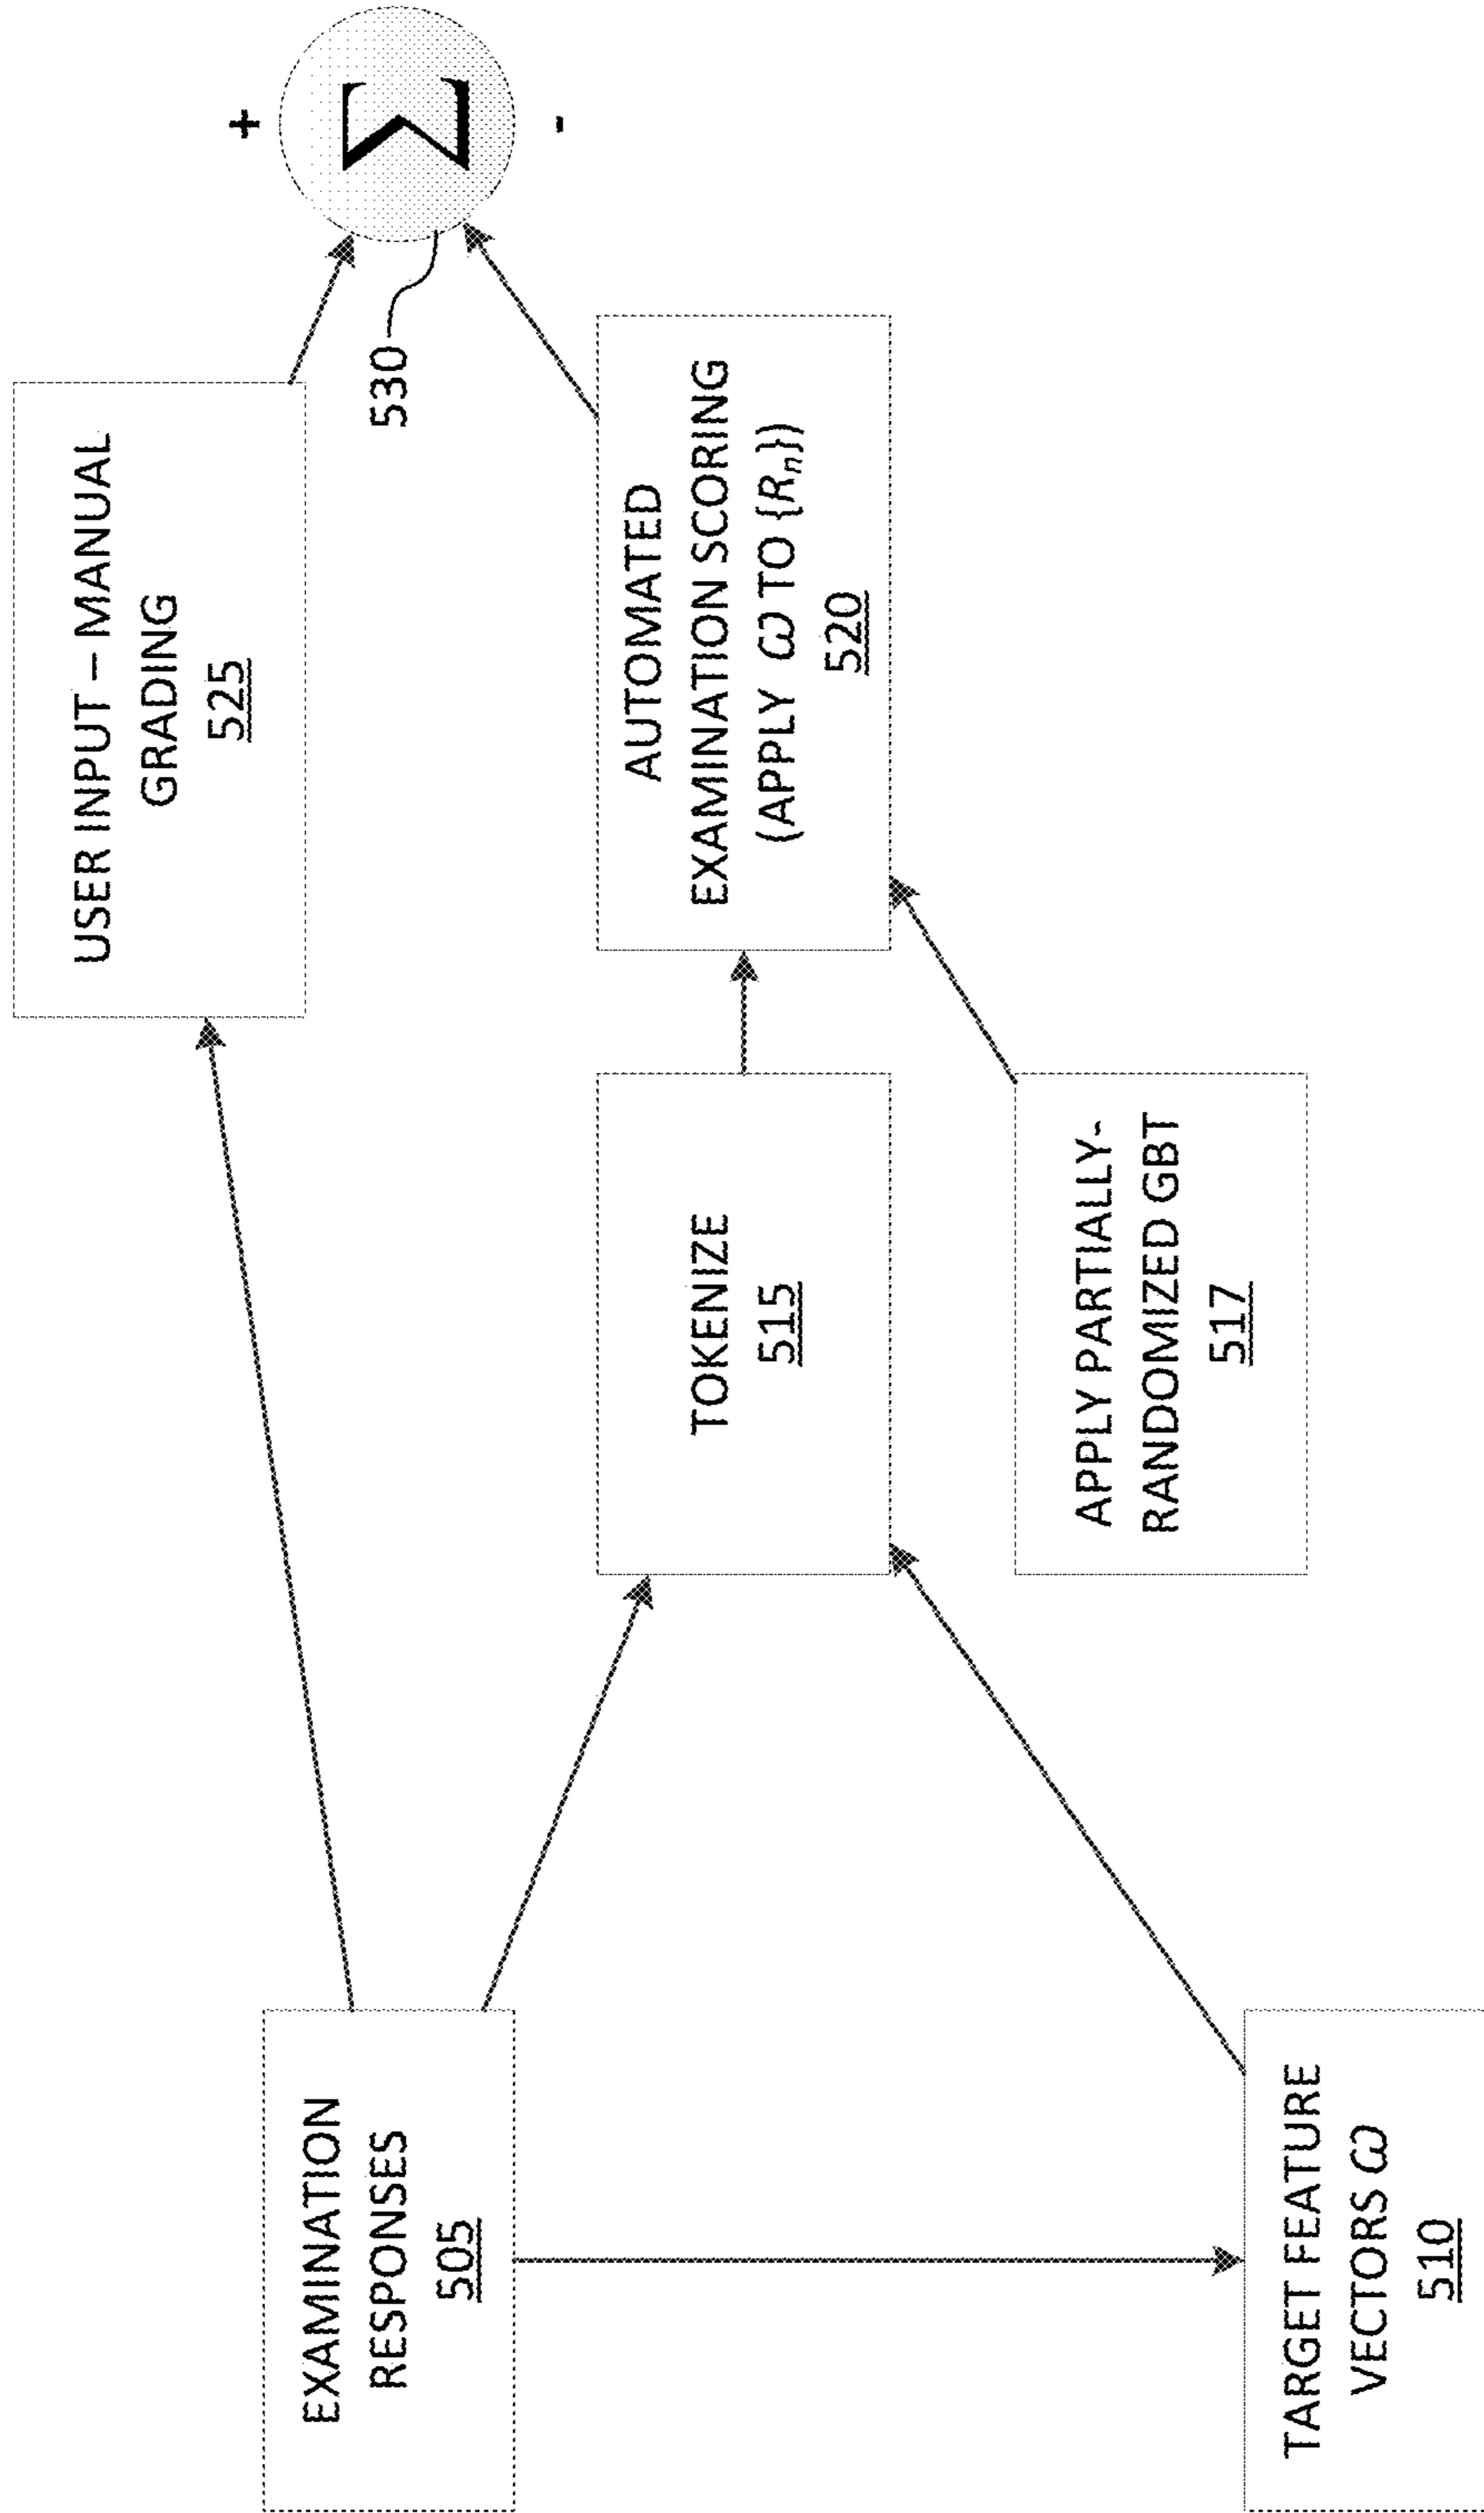 EXAMINATION
RESPONSES
505
TARGET FEATURE
VECTORS ω
510
TOKENIZE
515
APPLY PARTIALLY-
RANDOMIZED GBT
517
USER INPUT – MANUAL
GRADING
525
AUTOMATED
EXAMINATION SCORING
(APPLY ω TO {Rₙ})
520
530
+
Σ
-